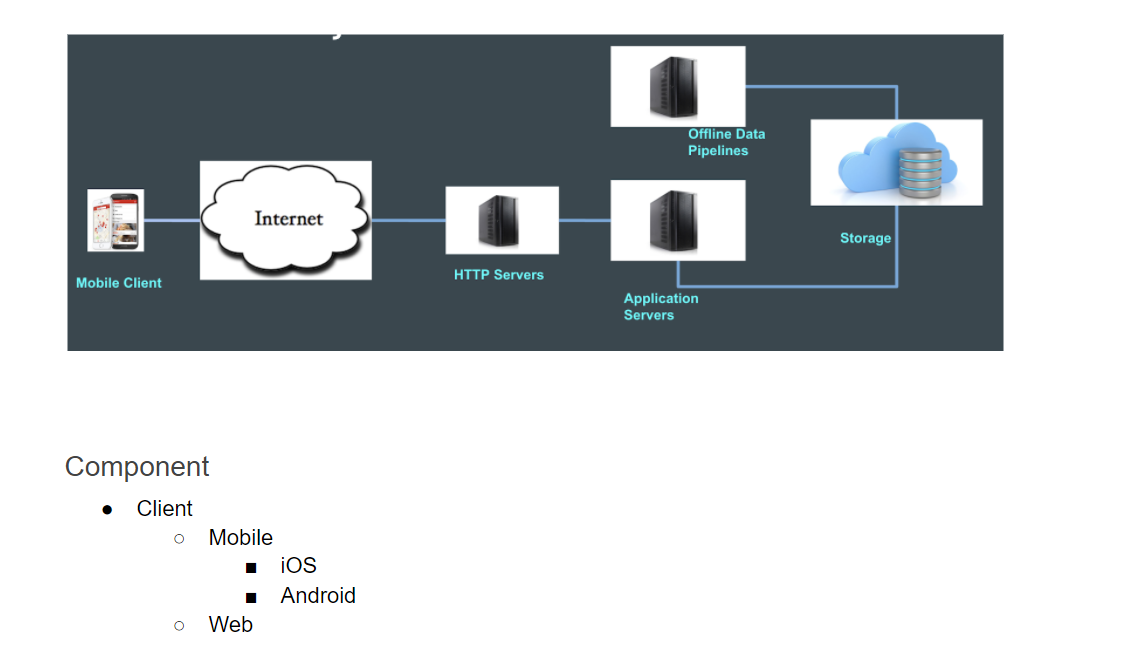 Offline Data
Pipelines
Internet
Storage
Mobile Client
HTTP Servers
Application
Servers
Component
● Client
○ Mobile
■ iOS
■ Android
○ Web